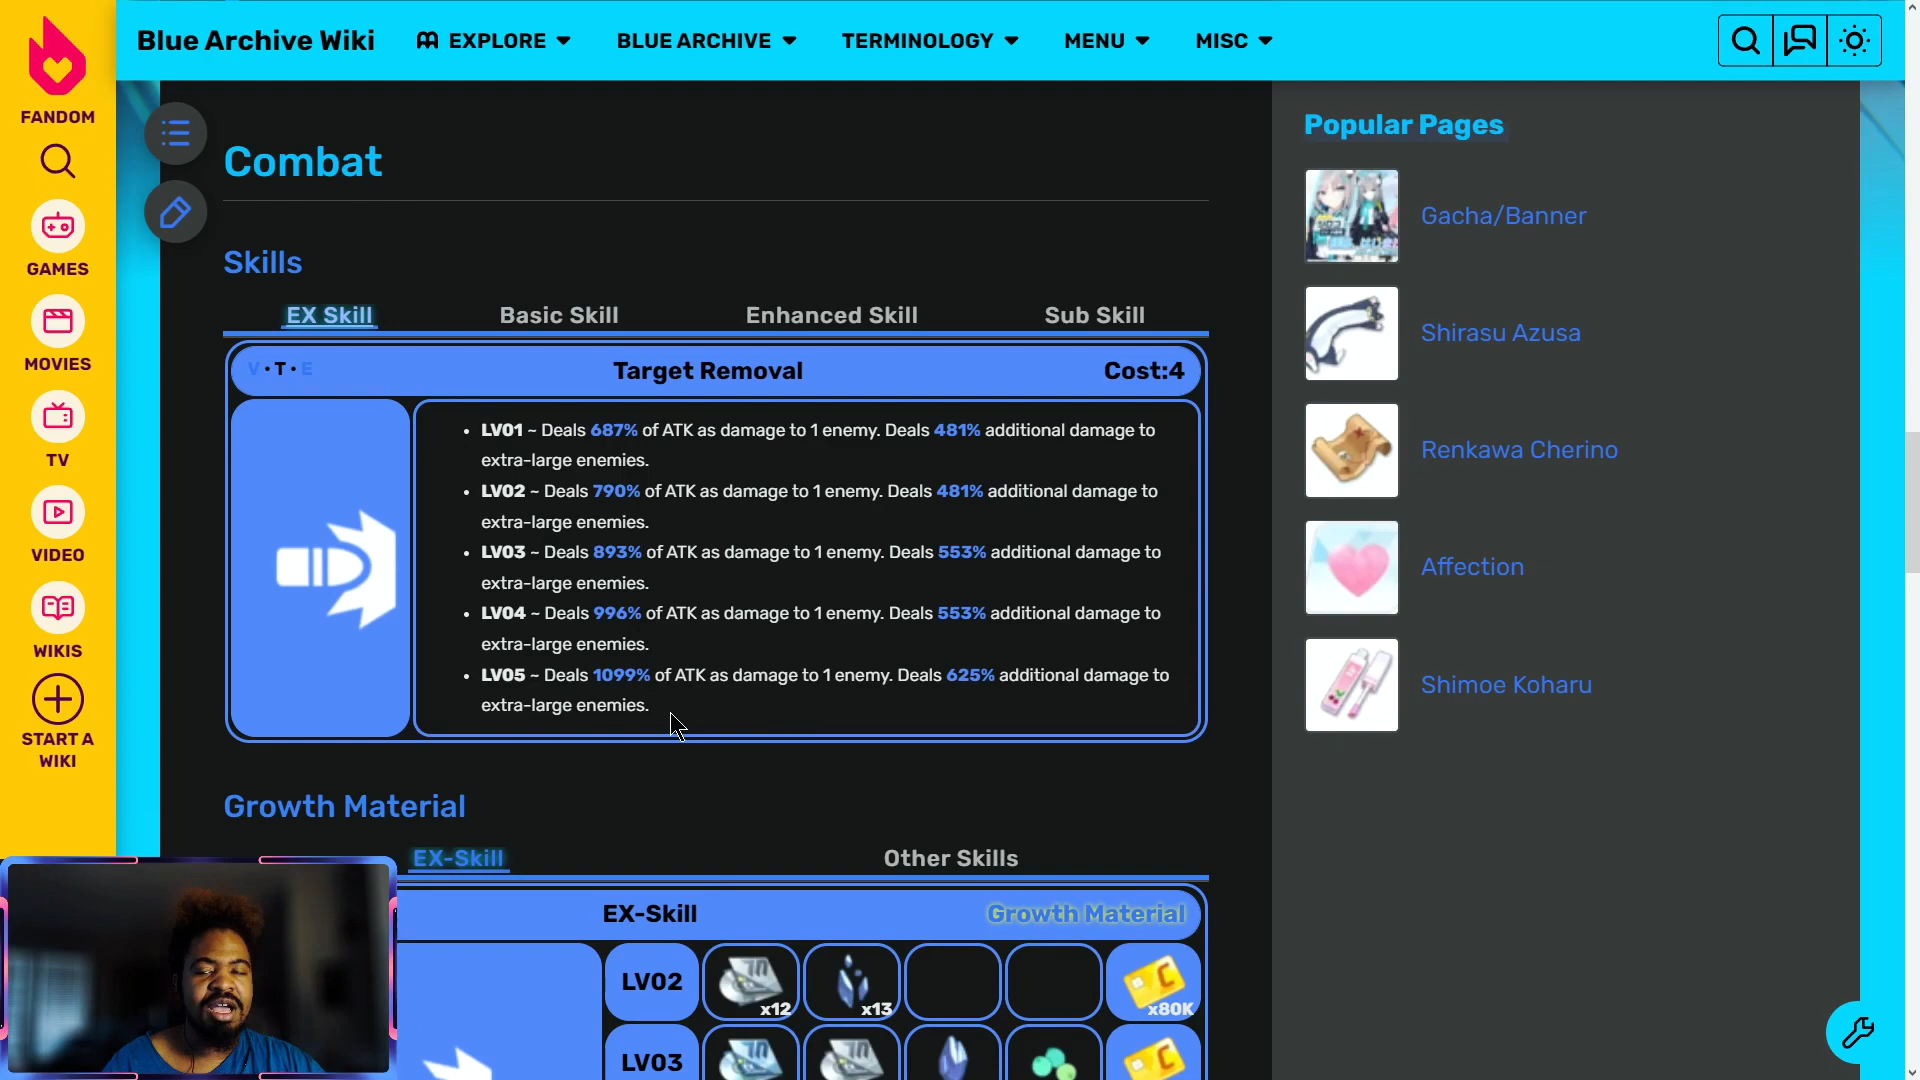 FANDOM
GAMES
MOVIES
TV
VIDEO
WIKIS
START A
WIKI
Blue Archive Wiki
EXPLORE
BLUE ARCHIVE
TERMINOLOGY
MENU
MISC
Combat
Skills
EX Skill
Basic Skill
Enhanced Skill
Sub Skill
V • T • E
Target Removal
Cost:4
• LV01 ~ Deals 687% of ATK as damage to 1 enemy. Deals 481% additional damage to
extra-large enemies.
• LV02 ~ Deals 790% of ATK as damage to 1 enemy. Deals 481% additional damage to
extra-large enemies.
• LV03 ~ Deals 893% of ATK as damage to 1 enemy. Deals 553% additional damage to
extra-large enemies.
• LV04 ~ Deals 996% of ATK as damage to 1 enemy. Deals 553% additional damage to
extra-large enemies.
• LV05 ~ Deals 1099% of ATK as damage to 1 enemy. Deals 625% additional damage to
extra-large enemies.
Growth Material
EX-Skill
Other Skills
EX-Skill
Growth Material
LV02
x12
x13
x80K
LV03
Popular Pages
Gacha/Banner
Shirasu Azusa
Renkawa Cherino
Affection
Shimoe Koharu